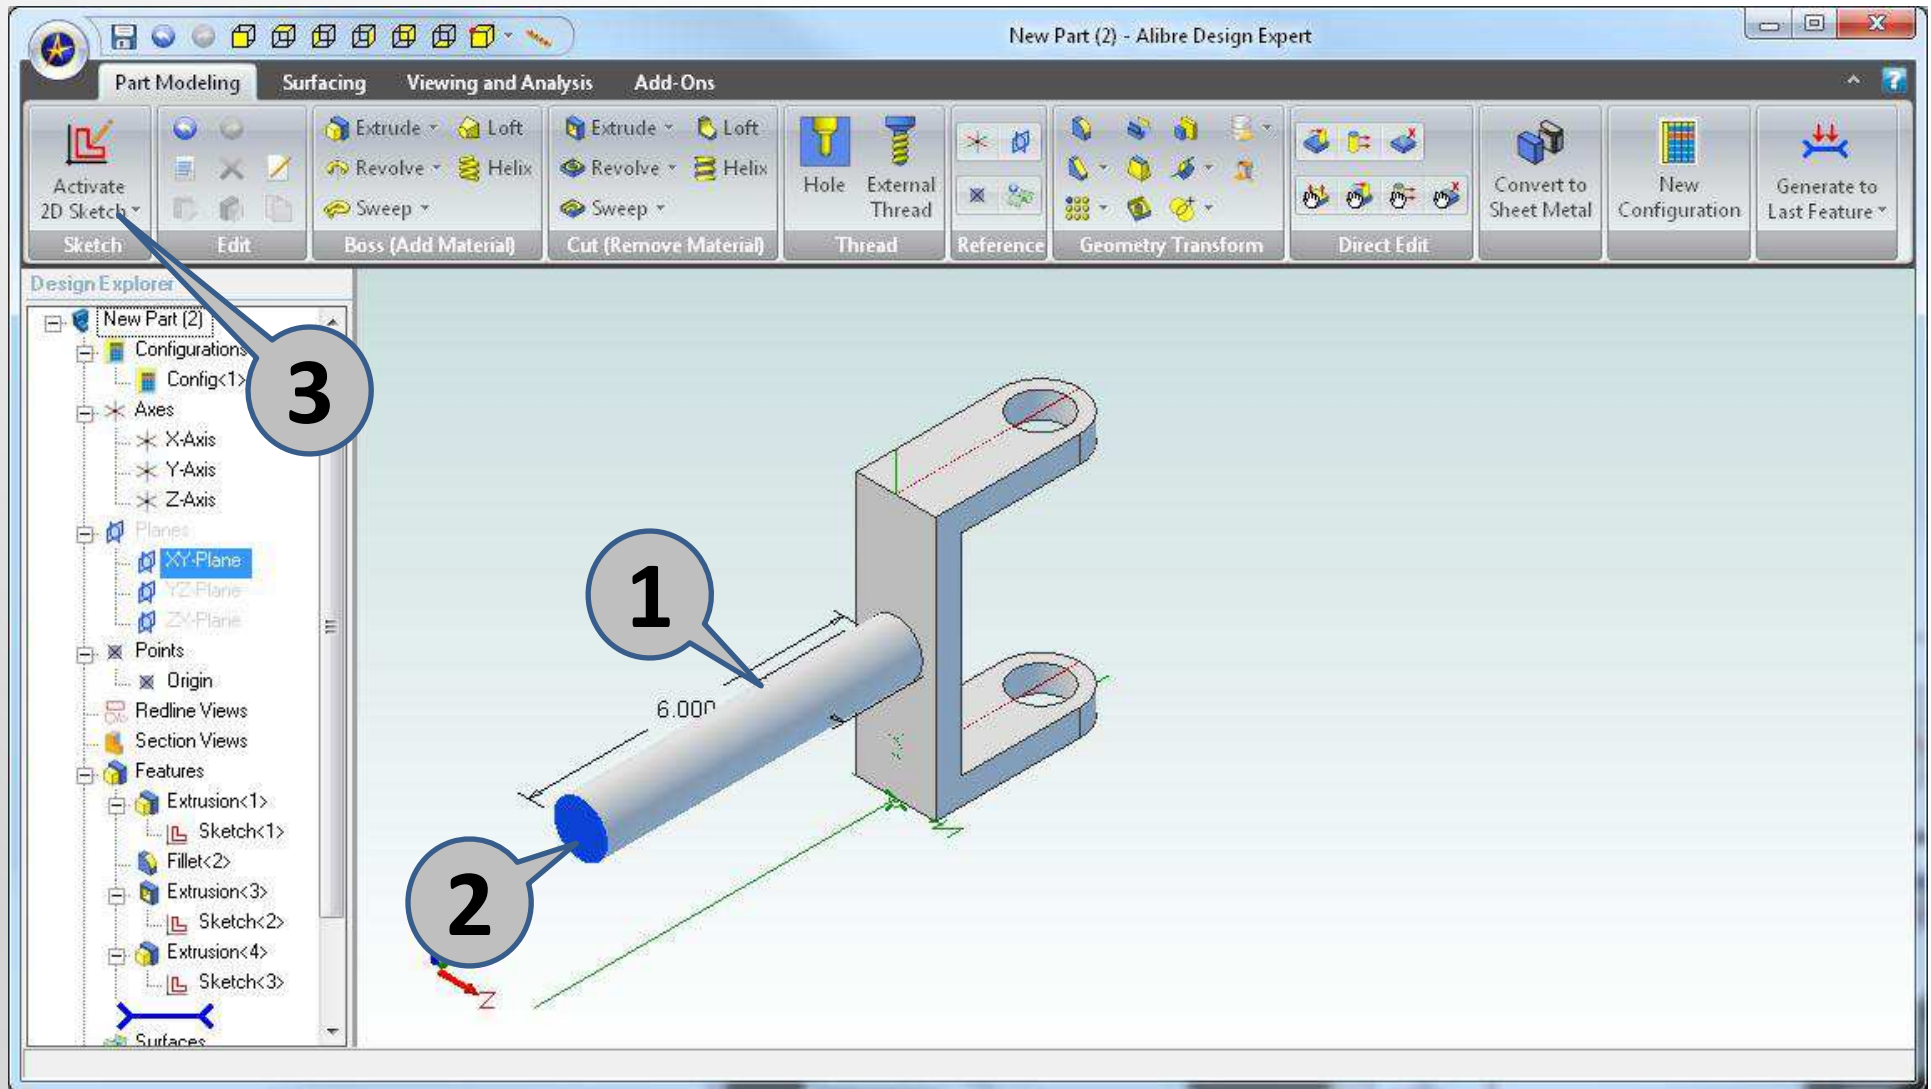 New Part (2) - Alibre Design Expert
Part Modeling Surfacing Viewing and Analysis Add-Ons
Activate
2D Sketch
Sketch
Edit
Extrude Loft
Revolve Helix
Sweep
Boss (Add Material)
Extrude Loft
Revolve Helix
Sweep
Cut (Remove Material)
Hole
External
Thread
Thread
Reference
Geometry Transform
Direct Edit
Convert to
Sheet Metal
New
Configuration
Generate to
Last Feature
Design Explorer
New Part (2)
Configurations
Config<1>
Axes
X-Axis
Y-Axis
Z-Axis
Planes
XY-Plane
YZ-Plane
ZX-Plane
Points
Origin
Redline Views
Section Views
Features
Extrusion<1>
Sketch<1>
Fillet<2>
Extrusion<3>
Sketch<2>
Extrusion<4>
Sketch<3>
Surfaces
3
1
6.000
2
Z